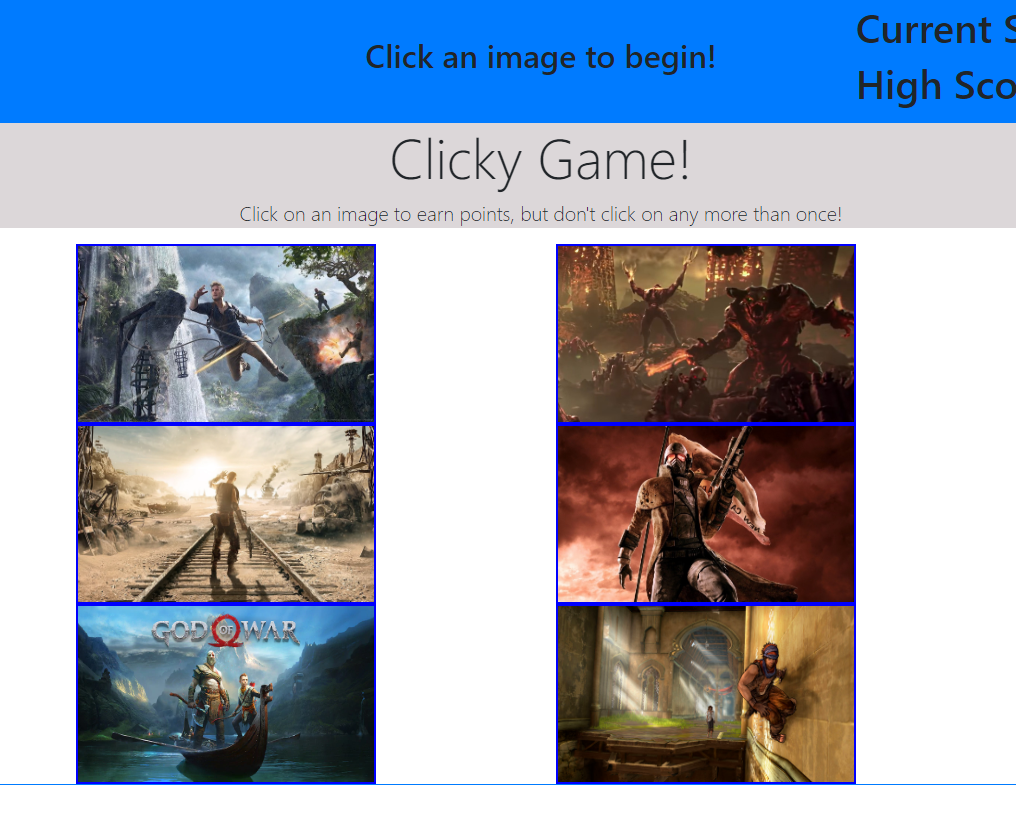 Click an image to begin!
Current S
High Sco
Clicky Game!
Click on an image to earn points, but don't click on any more than once!
GOD OF WAR